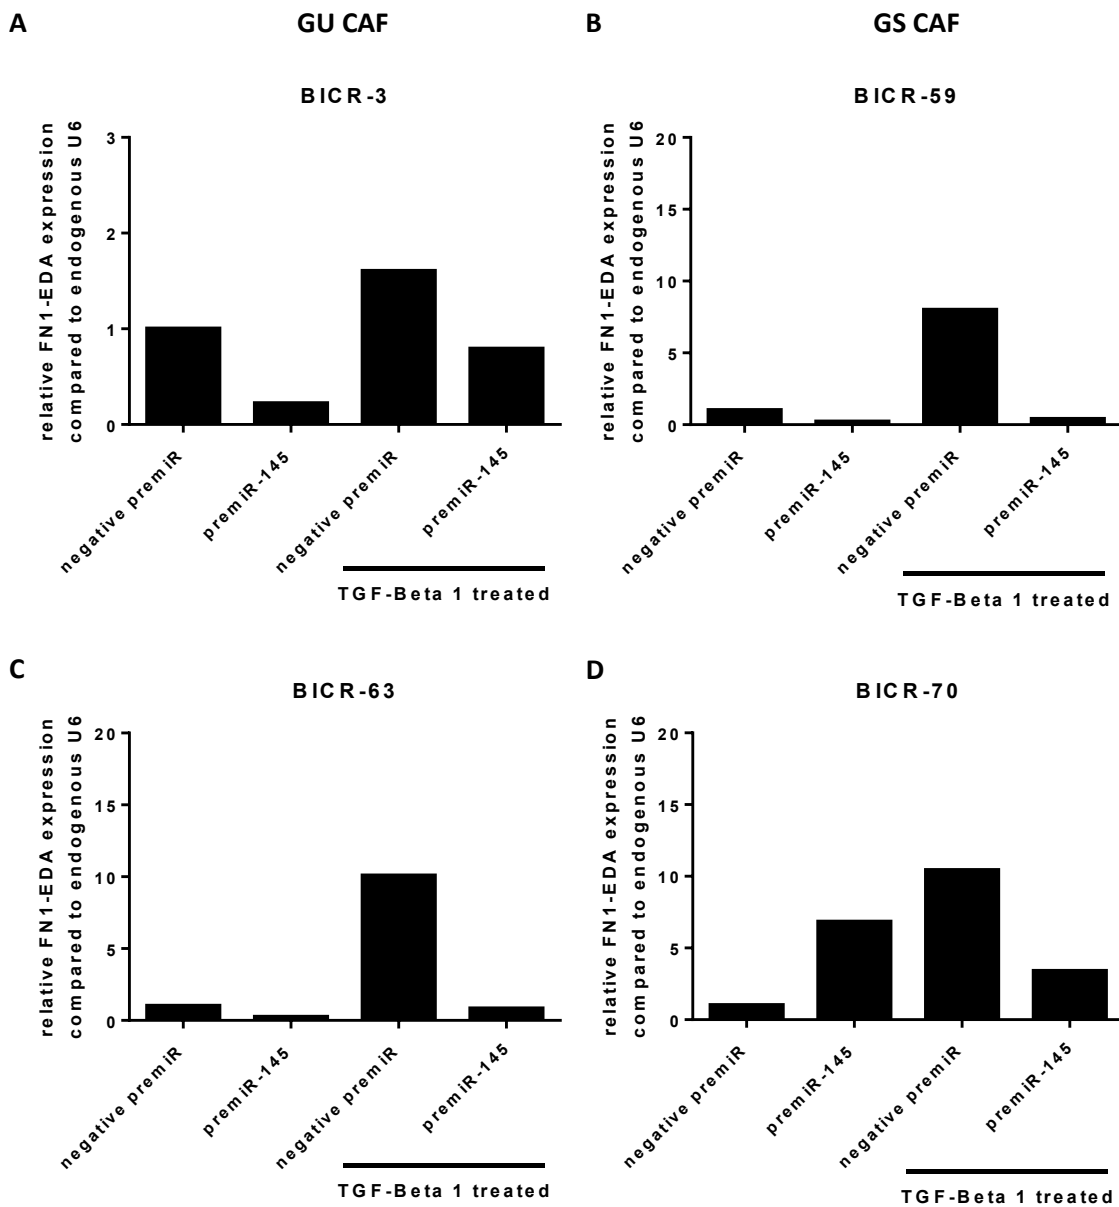 A
GU CAF
B
GS CAF
BICR-3
relative FN1-EDA expression
compared to endogenous U6
3
2
1
0
negative premiR
premiR-145
negative premiR
premiR-145
TGF-Beta 1 treated
BICR-59
relative FN1-EDA expression
compared to endogenous U6
20
15
10
5
0
negative premiR
premiR-145
negative premiR
premiR-145
TGF-Beta 1 treated
C
BICR-63
relative FN1-EDA expression
compared to endogenous U6
20
15
10
5
0
negative premiR
premiR-145
negative premiR
premiR-145
TGF-Beta 1 treated
D
BICR-70
relative FN1-EDA expression
compared to endogenous U6
20
15
10
5
0
negative premiR
premiR-145
negative premiR
premiR-145
TGF-Beta 1 treated